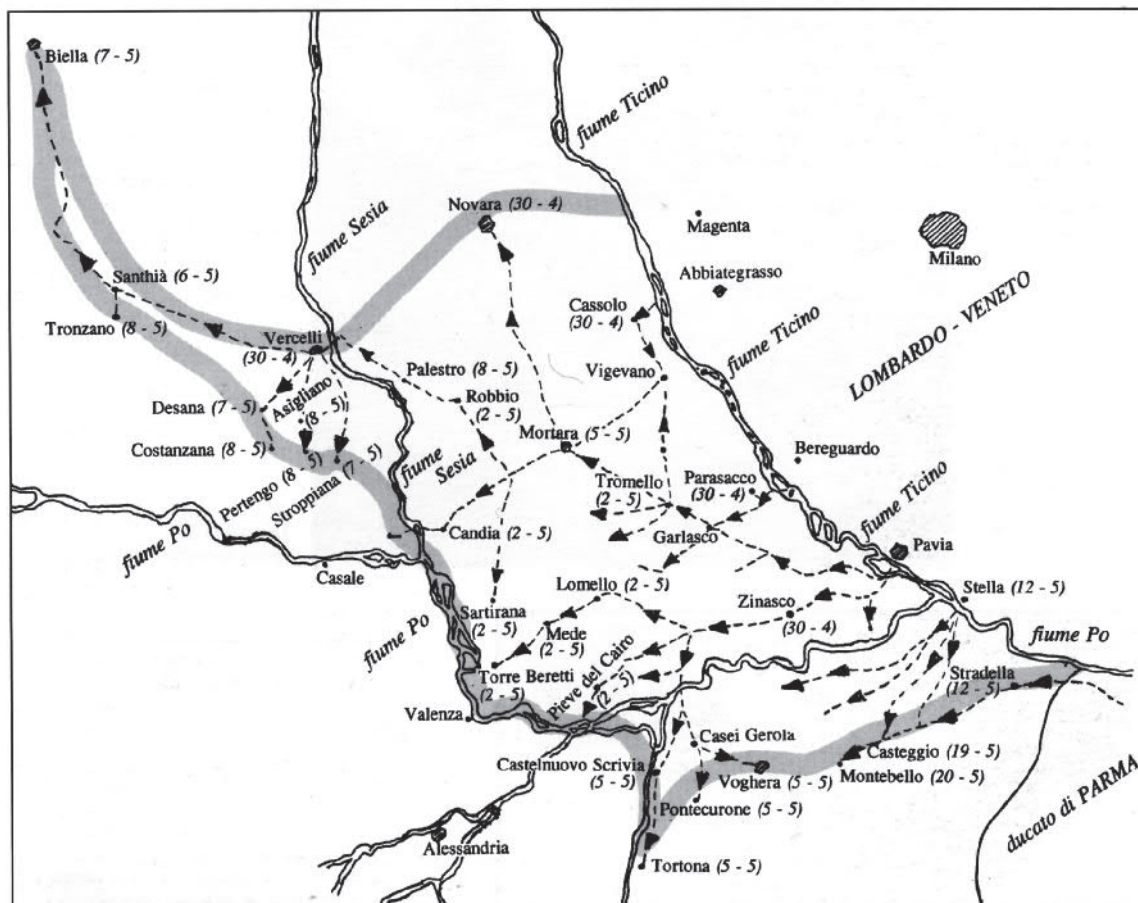 Biella (7 - 5)
fiume Ticino
Novara (30 - 4)
Magenta
Milano
fiume Sesia
Abbiategrasso
Santhià (6 - 5)
Cassolo
(30 - 4)
Tronzano (8 - 5)
Vercelli
(30 - 4)
fiume Ticino
LOMBARDO - VENETO
Palestro (8 - 5)
Vigevano
Desana (7 - 5)
Asigliano
(8 - 5)
Robbio
(2 - 5)
Mortara (5 - 5)
Costanzana (8 - 5)
Bereguardo
Pertengo (8 - 5)
Stroppiana (7 - 5)
fiume
Sesia
Tromello
(2 - 5)
Parasacco
(30 - 4)
fiume Ticino
fiume Po
Candia (2 - 5)
Garlasco
Pavia
Casale
Lomello (2 - 5)
Stella (12 - 5)
Sartirana
(2 - 5)
Zinasco
(30 - 4)
fiume Po
Mede
(2 - 5)
fiume Po
Torre Beretti
(2 - 5)
Pieve del Cairo
(2 - 5)
Stradella
(12 - 5)
Valenza
Casei Gerola
Casteggio (19 - 5)
Castelnuovo Scrivia
(5 - 5)
Voghera (5 - 5)
Montebello (20 - 5)
Pontecurone (5 - 5)
ducato di PARMA
Alessandria
Tortona (5 - 5)